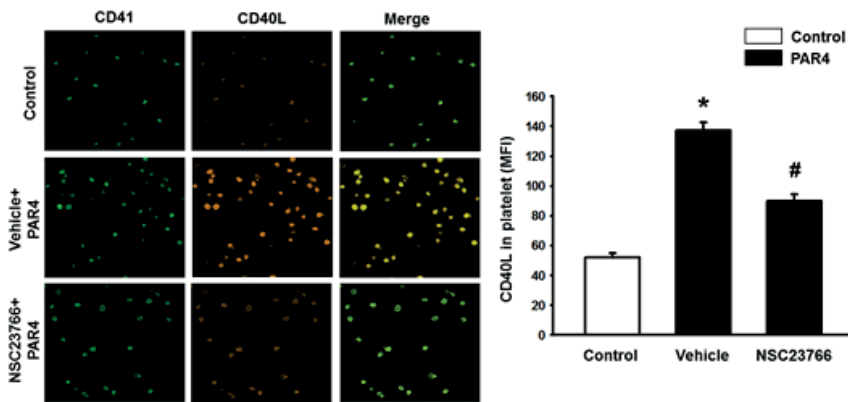 CD41 CD40L Merge
Control
Vehicle+
PAR4
NSC23766+
PAR4
Control
PAR4
CD40L in platelet (MFI)
160
140
120
100
80
60
40
20
0
*
#
Control Vehicle NSC23766